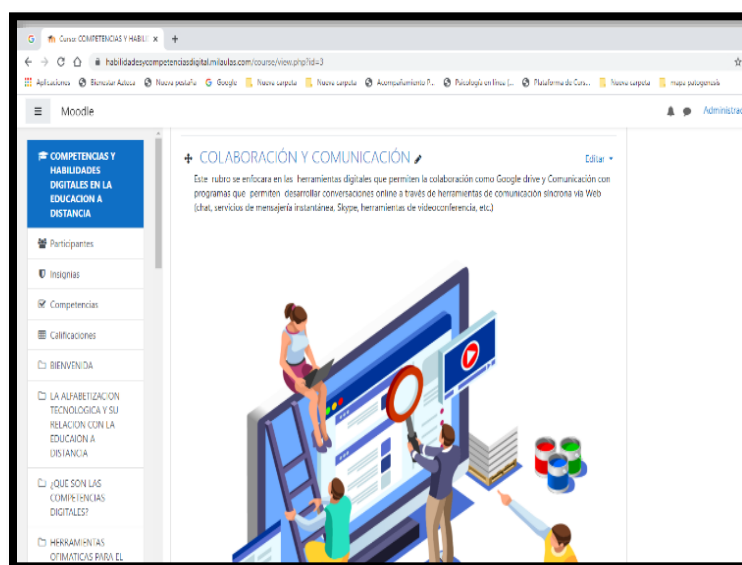 Curso: COMPETENCIAS Y HABILI
habilidadesycompetenciasdigital.milaulas.com/course/view.php?id=3
Aplicaciones Bienestar Azteca Nueva pestaña Google Nueva carpeta Nueva carpeta Acompañamiento P... Psicología en línea (... Plataforma de Curs... Nueva carpeta mapa patogenesis
Moodle
Administrac
COMPETENCIAS Y
HABILIDADES
DIGITALES EN LA
EDUCACION A
DISTANCIA
Participantes
Insignias
Competencias
Calificaciones
BIENVENIDA
LA ALFABETIZACION
TECNOLOGICA Y SU
RELACION CON LA
EDUCAION A
DISTANCIA
¿QUE SON LAS
COMPETENCIAS
DIGITALES?
HERRAMIENTAS
OFIMATICAS PARA EL
COLABORACIÓN Y COMUNICACIÓN
Editar
Este rubro se enfocara en las herramientas digitales que permiten la colaboración como Google drive y Comunicación con
programas que permiten desarrollar conversaciones online a través de herramientas de comunicación síncrona vía Web
(chat, servicios de mensajería instantánea, Skype, herramientas de videoconferencia, etc.)